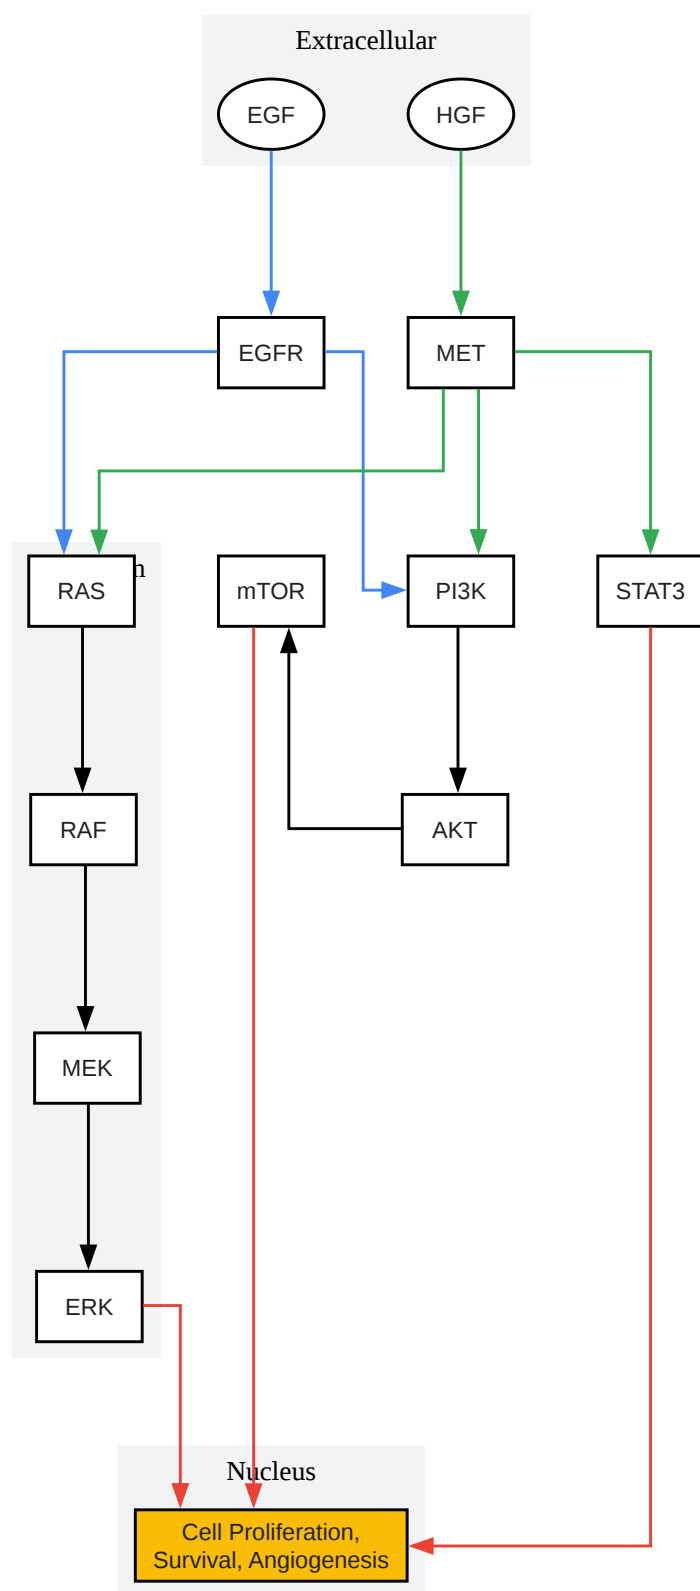 Extracellular
EGF
HGF
EGFR
MET
RAS
mTOR
PI3K
STAT3
RAF
AKT
MEK
ERK
Nucleus
Cell Proliferation,
Survival, Angiogenesis